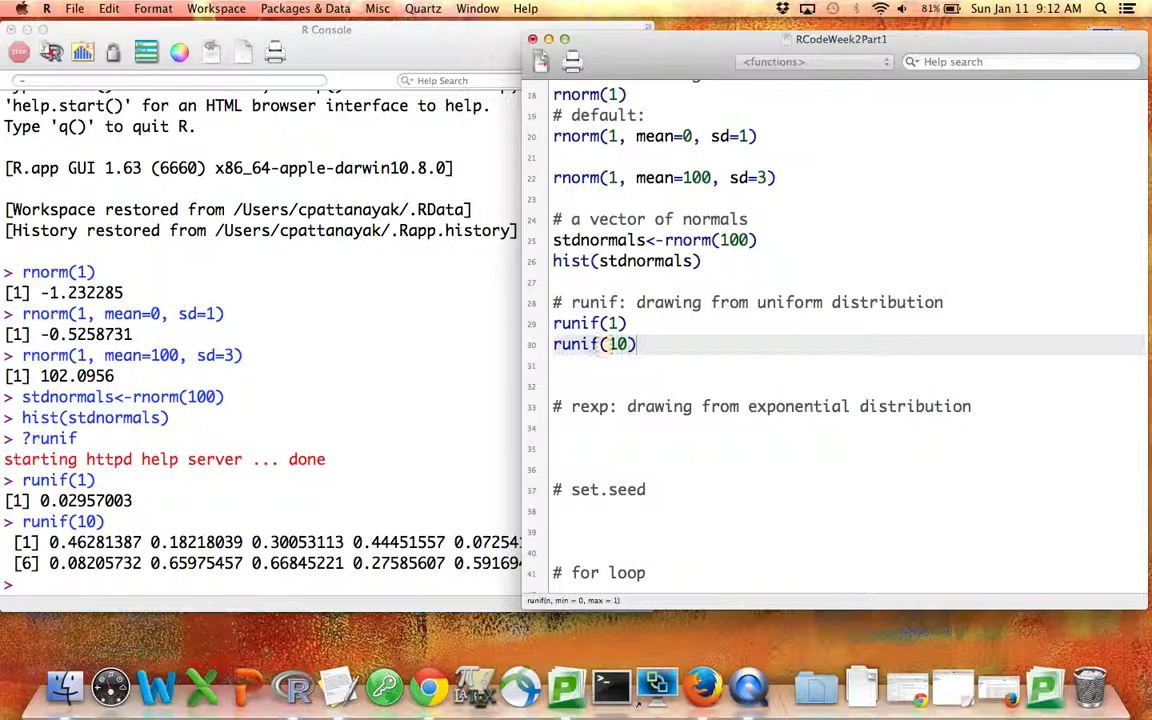 R File Edit Format Workspace Packages & Data Misc Quartz Window Help 81% Sun Jan 11 9:12 AM
R Console
STOP
~
Help Search
'help.start()' for an HTML browser interface to help.
Type 'q()' to quit R.
[R.app GUI 1.63 (6660) x86_64-apple-darwin10.8.0]
[Workspace restored from /Users/cpattanayak/.RData]
[History restored from /Users/cpattanayak/.Rapp.history]
> rnorm(1)
[1] -1.232285
> rnorm(1, mean=0, sd=1)
[1] -0.5258731
> rnorm(1, mean=100, sd=3)
[1] 102.0956
> stdnormals<-rnorm(100)
> hist(stdnormals)
> ?runif
starting httpd help server ... done
> runif(1)
[1] 0.02957003
> runif(10)
[1] 0.46281387 0.18218039 0.30053113 0.44451557 0.0725
[6] 0.08205732 0.65975457 0.66845221 0.27585607 0.5916
>
RCodeWeek2Part1
<functions>
Help search
18 rnorm(1)
19 # default:
20 rnorm(1, mean=0, sd=1)
21
22 rnorm(1, mean=100, sd=3)
23
24 # a vector of normals
25 stdnormals<-rnorm(100)
26 hist(stdnormals)
27
28 # runif: drawing from uniform distribution
29 runif(1)
30 runif(10)
31
32
33 # rexp: drawing from exponential distribution
34
35
36
37 # set.seed
38
39
40
41 # for loop
runif(n, min = 0, max = 1)